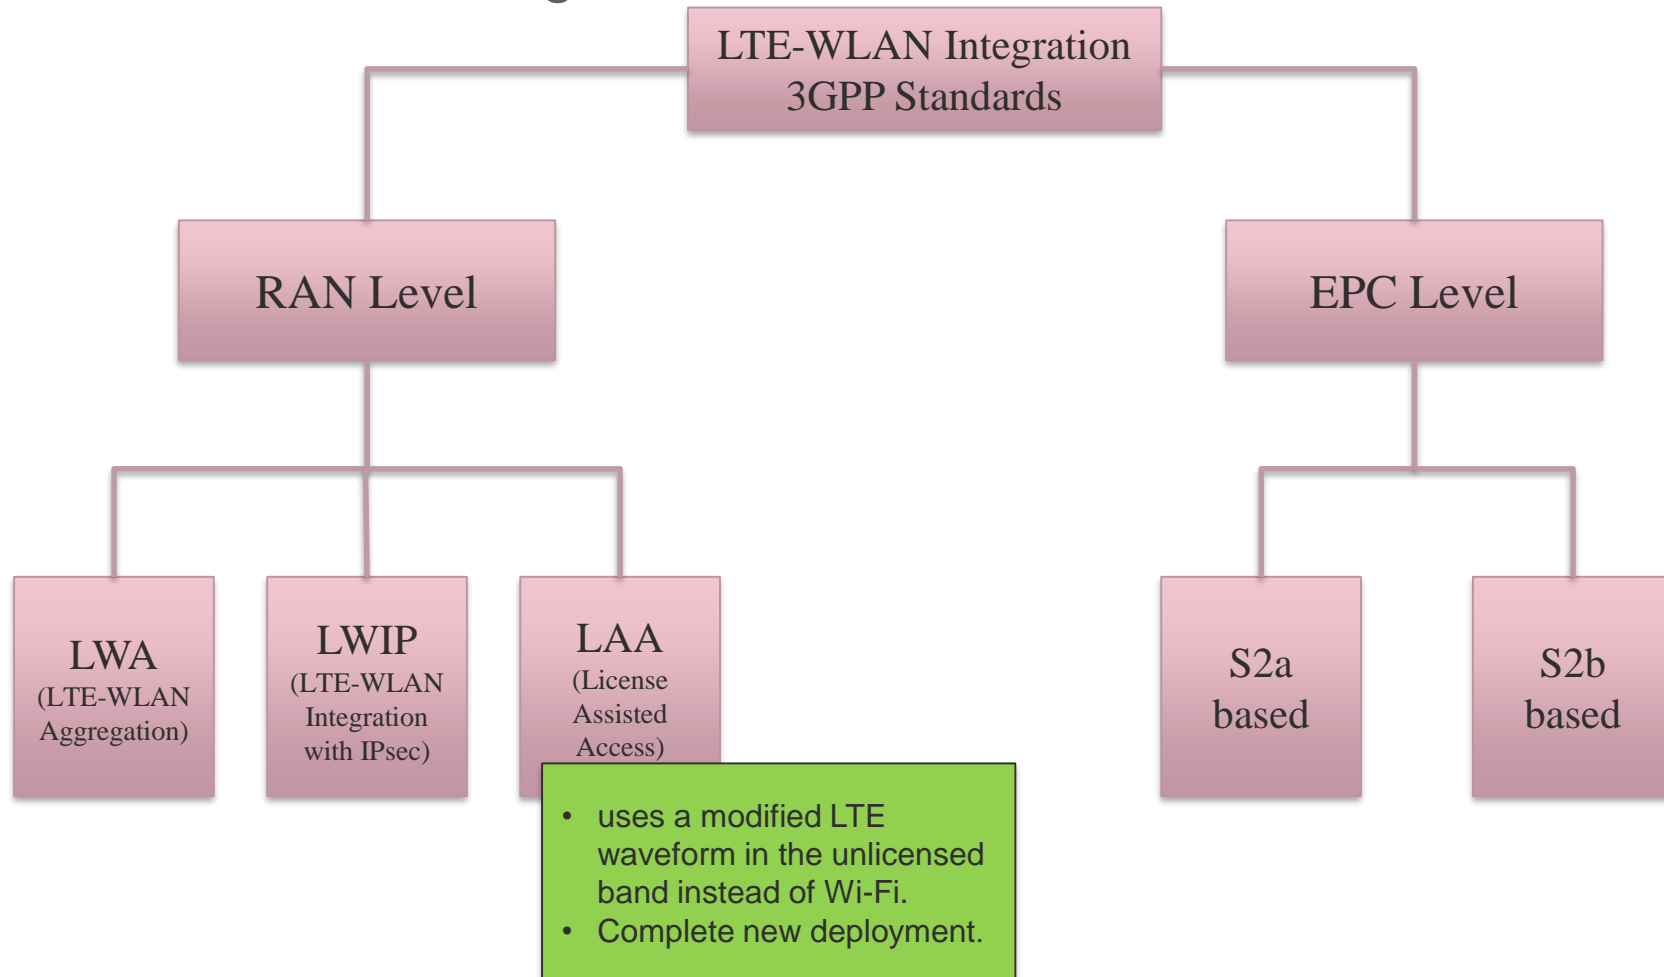 LTE-WLAN Integration
3GPP Standards
RAN Level
EPC Level
LWA
(LTE-WLAN
Aggregation)
LWIP
(LTE-WLAN
Integration
with IPsec)
LAA
(License
Assisted
Access)
S2a
based
S2b
based
• uses a modified LTE
waveform in the unlicensed
band instead of Wi-Fi.
• Complete new deployment.